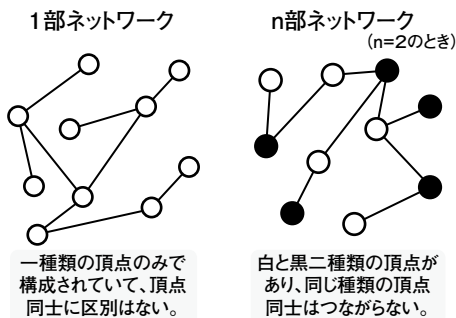 1部ネットワーク
n部ネットワーク
(n=2のとき)
一種類の頂点のみで
構成されていて、頂点
同士に区別はない。
白と黒二種類の頂点が
あり、同じ種類の頂点
同士はつながらない。